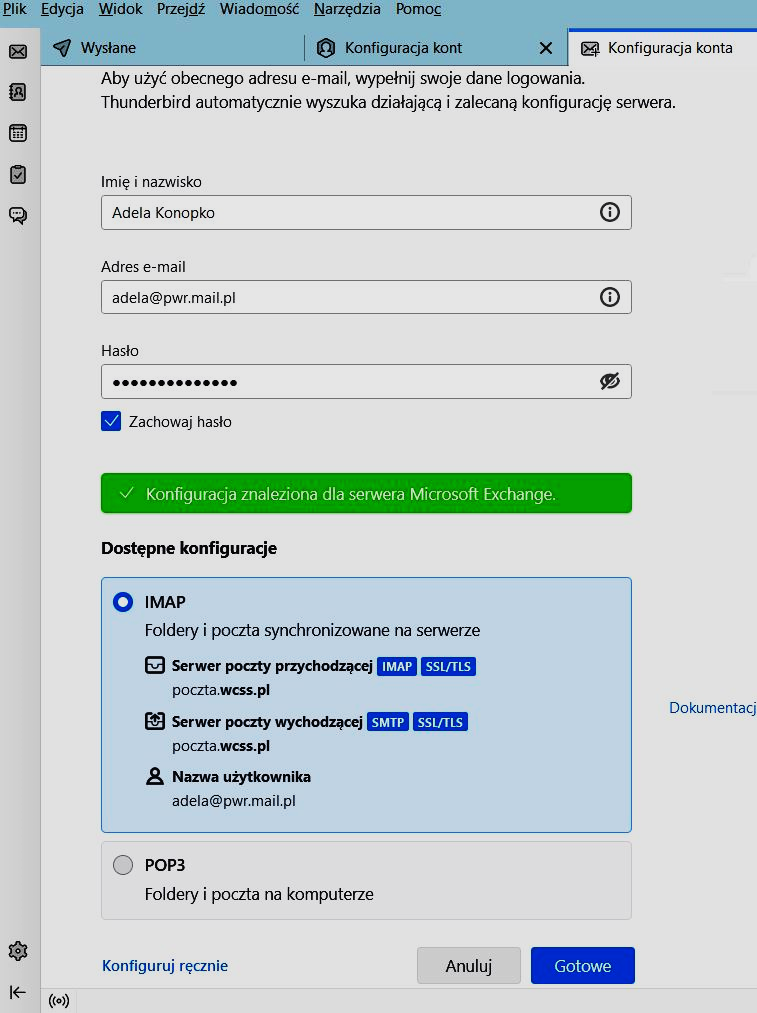 Plik Edycja Widok Przejdź Wiadomość Narzędzia Pomoc
Wysłane Konfiguracja kont Konfiguracja konta
Aby użyć obecnego adresu e-mail, wypełnij swoje dane logowania.
Thunderbird automatycznie wyszuka działającą i zalecaną konfigurację serwera.
Imię i nazwisko
Adela Konopko
Adres e-mail
adela@pwr.mail.pl
Hasło
••••••••••••••
Zachowaj hasło
Konfiguracja znaleziona dla serwera Microsoft Exchange.
Dostępne konfiguracje
IMAP
Foldery i poczta synchronizowane na serwerze
Serwer poczty przychodzącej IMAP SSL/TLS
poczta.wcss.pl
Dokumentacj
Serwer poczty wychodzącej SMTP SSL/TLS
poczta.wcss.pl
Nazwa użytkownika
adela@pwr.mail.pl
POP3
Foldery i poczta na komputerze
Konfiguruj ręcznie Anuluj Gotowe